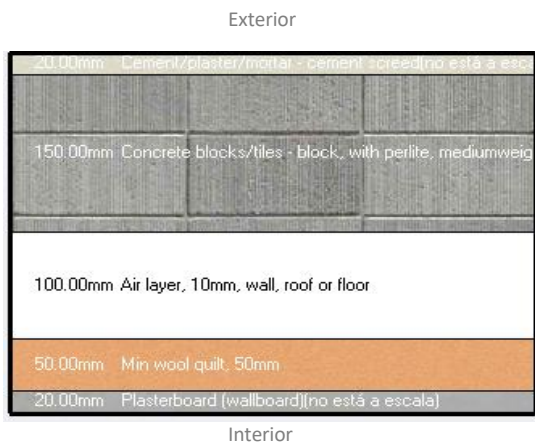 Exterior
20.00mm Cement/plaster/mortar - cement screed(no está a esca
150.00mm Concrete blocks/tiles - block, with perlite, mediumweig
100.00mm Air layer, 10mm, wall, roof or floor
50.00mm Min wool quilt, 50mm
20.00mm Plasterboard (wallboard)(no está a escala)
Interior